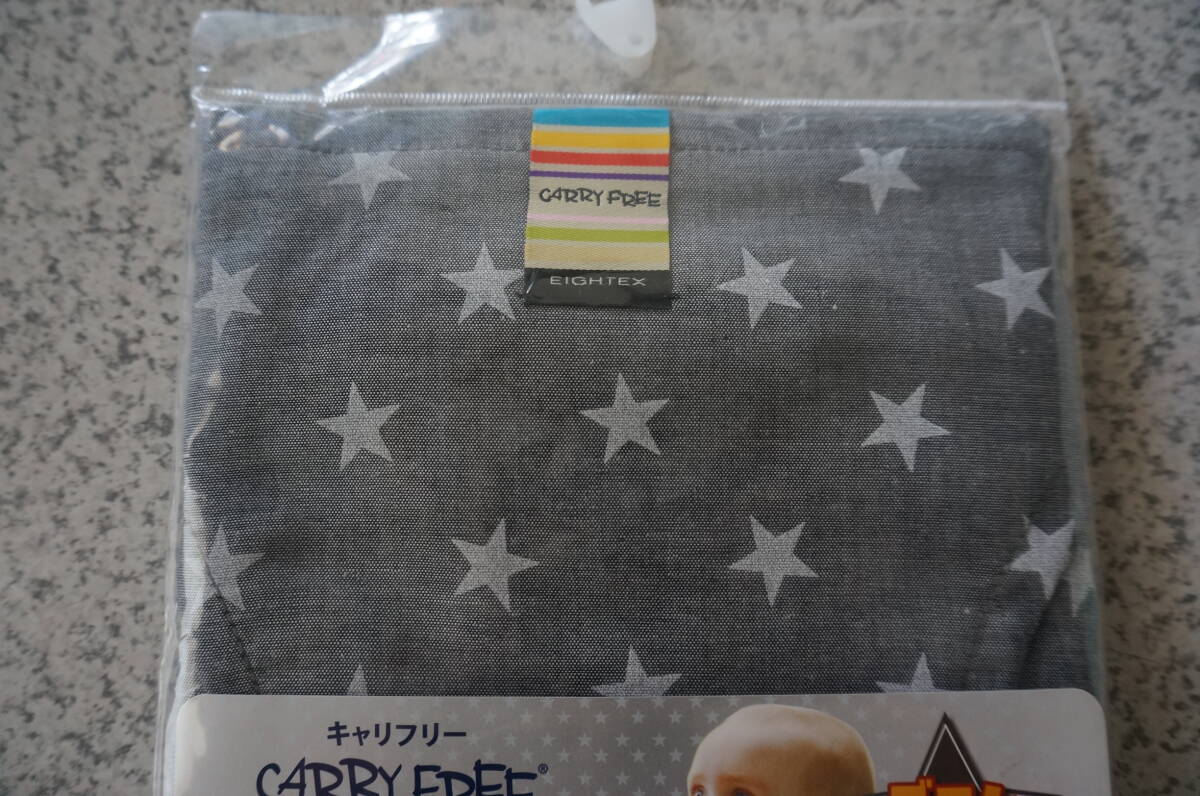 CARRY FREE
EIGHTEX
キャリフリー
CARRY FREE®